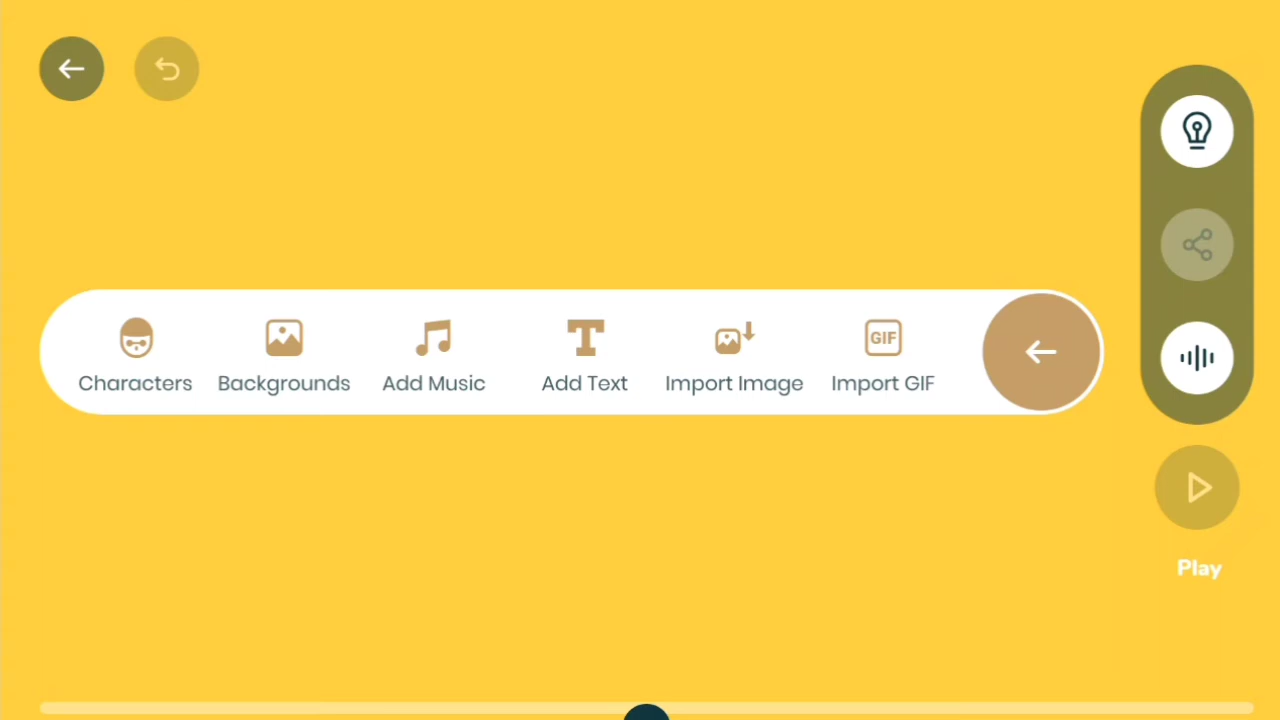 Characters
Backgrounds
Add Music
Add Text
Import Image
GIF
Import GIF
Play